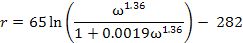 r = 65 ln ( ω^1.36 / (1 + 0.0019ω^1.36) ) − 282